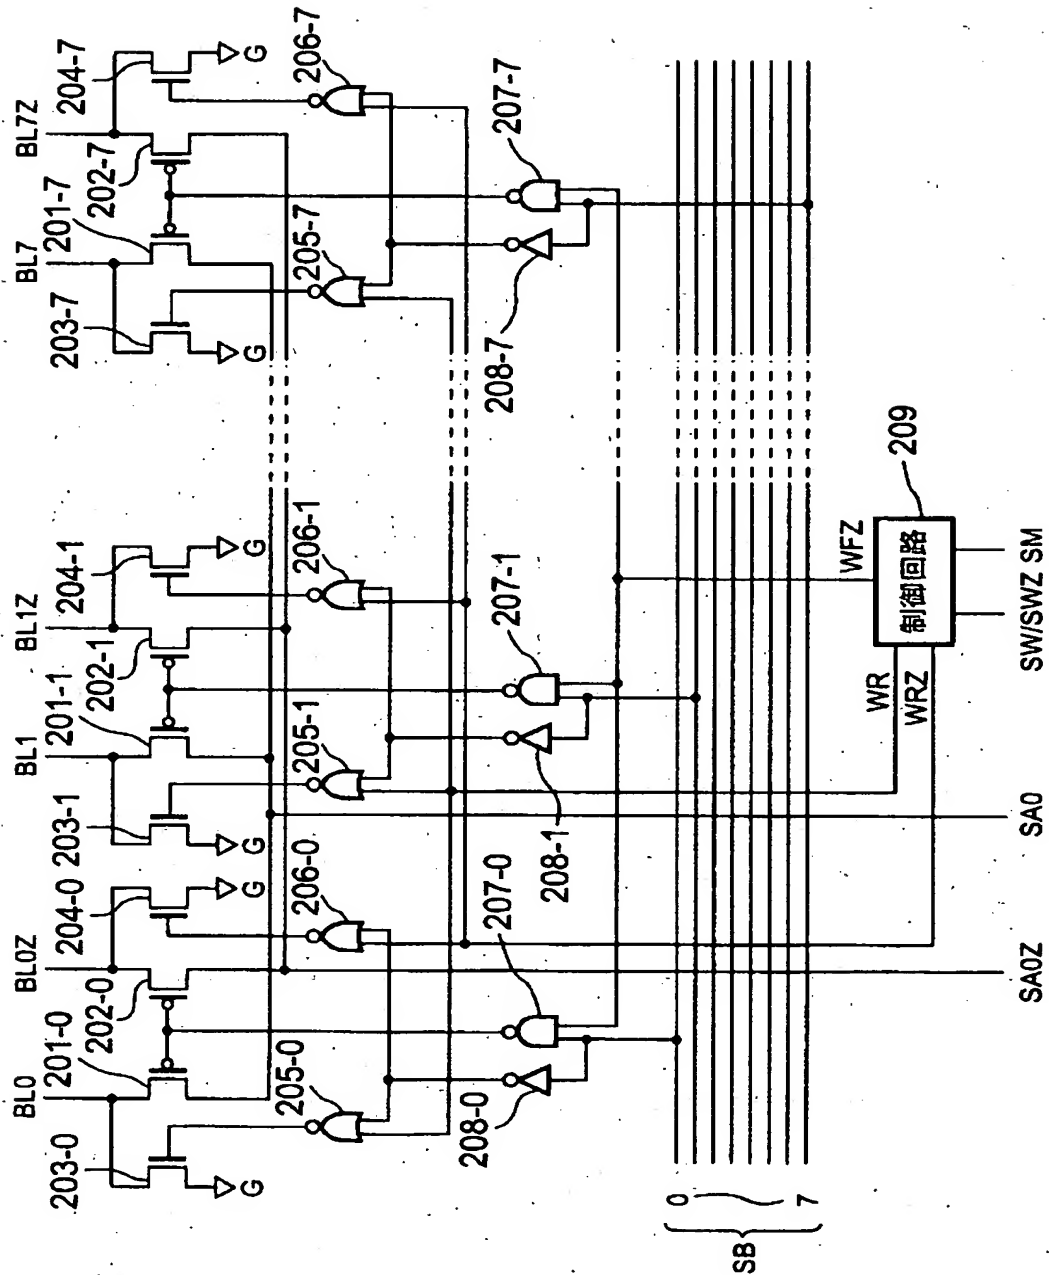 BL0
BL0Z
BL1
BL1Z
BL7
BL7Z
203-0
201-0
202-0
204-0
203-1
201-1
202-1
204-1
203-7
201-7
202-7
204-7
G
G
G
G
G
G
205-0
206-0
205-1
206-1
205-7
206-7
208-0
207-0
208-1
207-1
208-7
207-7
SB
0
7
WR
WRZ
WFZ
制御回路
209
SA0Z
SA0
SW/SWZ
SM